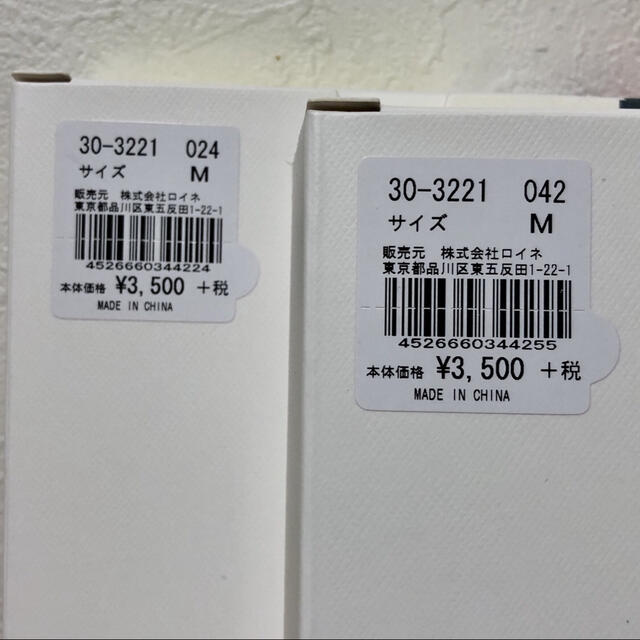 30-3221 024
サイズ M
販売元 株式会社ロイネ
東京都品川区東五反田1-22-1
4526660344224
本体価格 ¥3,500 +税
MADE IN CHINA
30-3221 042
サイズ M
販売元 株式会社ロイネ
東京都品川区東五反田1-22-1
4526660344255
本体価格 ¥3,500 +税
MADE IN CHINA